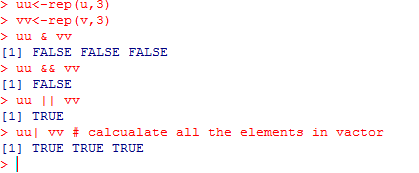 > uu<-rep(u,3)
> vv<-rep(v,3)
> uu & vv
[1] FALSE FALSE FALSE
> uu && vv
[1] FALSE
> uu || vv
[1] TRUE
> uu| vv # calcualate all the elements in vactor
[1] TRUE TRUE TRUE
>